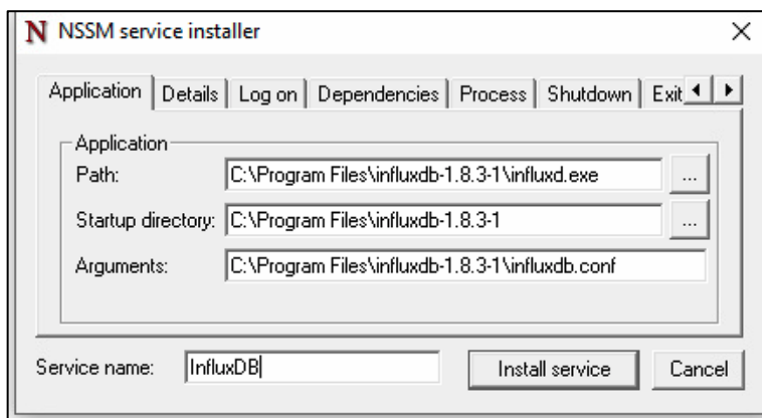 N NSSM service installer
Application Details Log on Dependencies Process Shutdown Exit
Application
Path: C:\Program Files\influxdb-1.8.3-1\influxd.exe ...
Startup directory: C:\Program Files\influxdb-1.8.3-1 ...
Arguments: C:\Program Files\influxdb-1.8.3-1\influxdb.conf
Service name: InfluxDB Install service Cancel